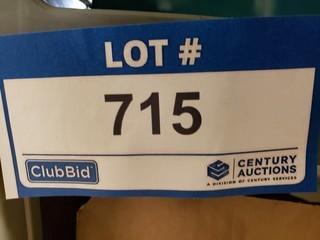 LOT #
715
ClubBid
CENTURY
AUCTIONS
A DIVISION OF CENTURY SERVICES